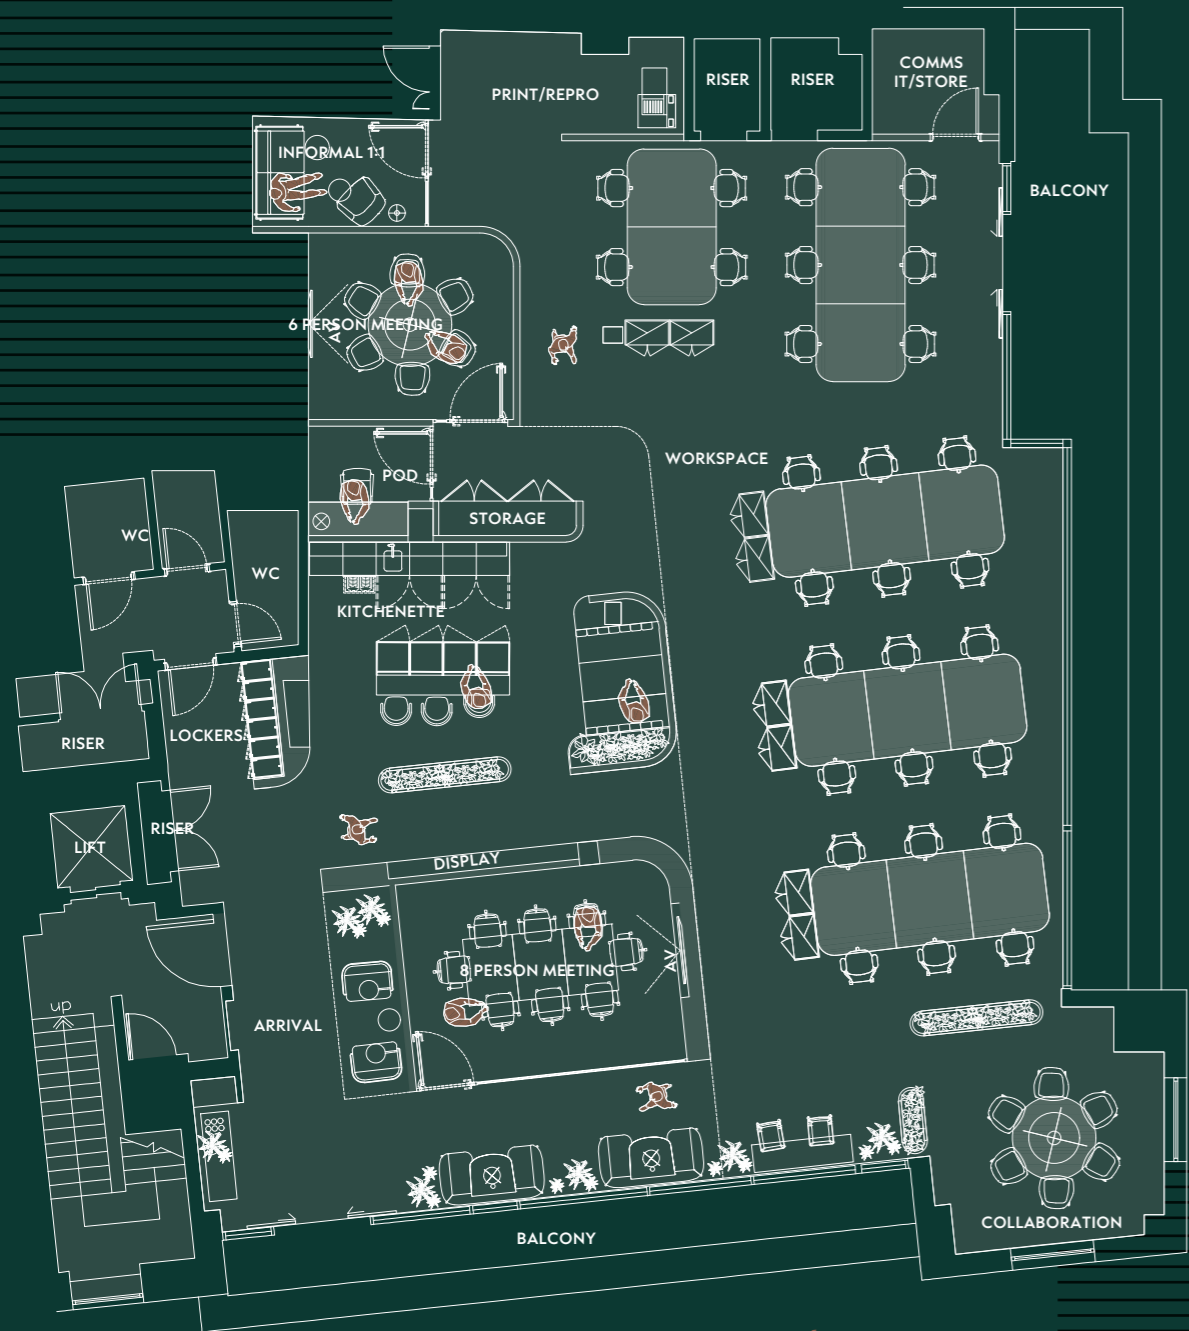 PRINT/REPRO
RISER
RISER
COMMS
IT/STORE
INFORMAL 1:1
BALCONY
6 PERSON MEETING
AV
WORKSPACE
POD
STORAGE
WC
WC
KITCHENETTE
LOCKERS
RISER
RISER
LIFT
DISPLAY
8 PERSON MEETING
AV
up
ARRIVAL
COLLABORATION
BALCONY